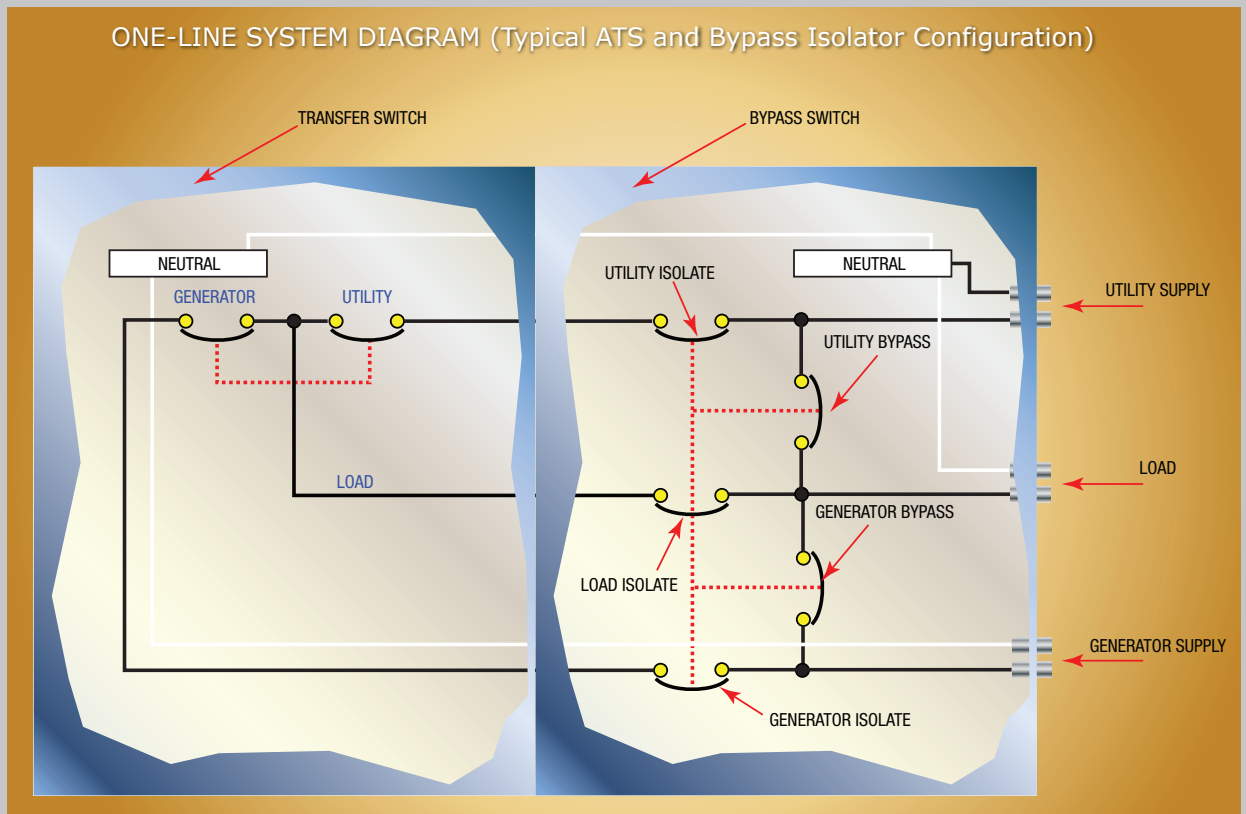 ONE-LINE SYSTEM DIAGRAM (Typical ATS and Bypass Isolator Configuration)
TRANSFER SWITCH
BYPASS SWITCH
NEUTRAL
GENERATOR
UTILITY
LOAD
UTILITY ISOLATE
NEUTRAL
UTILITY BYPASS
LOAD ISOLATE
GENERATOR BYPASS
GENERATOR ISOLATE
UTILITY SUPPLY
LOAD
GENERATOR SUPPLY